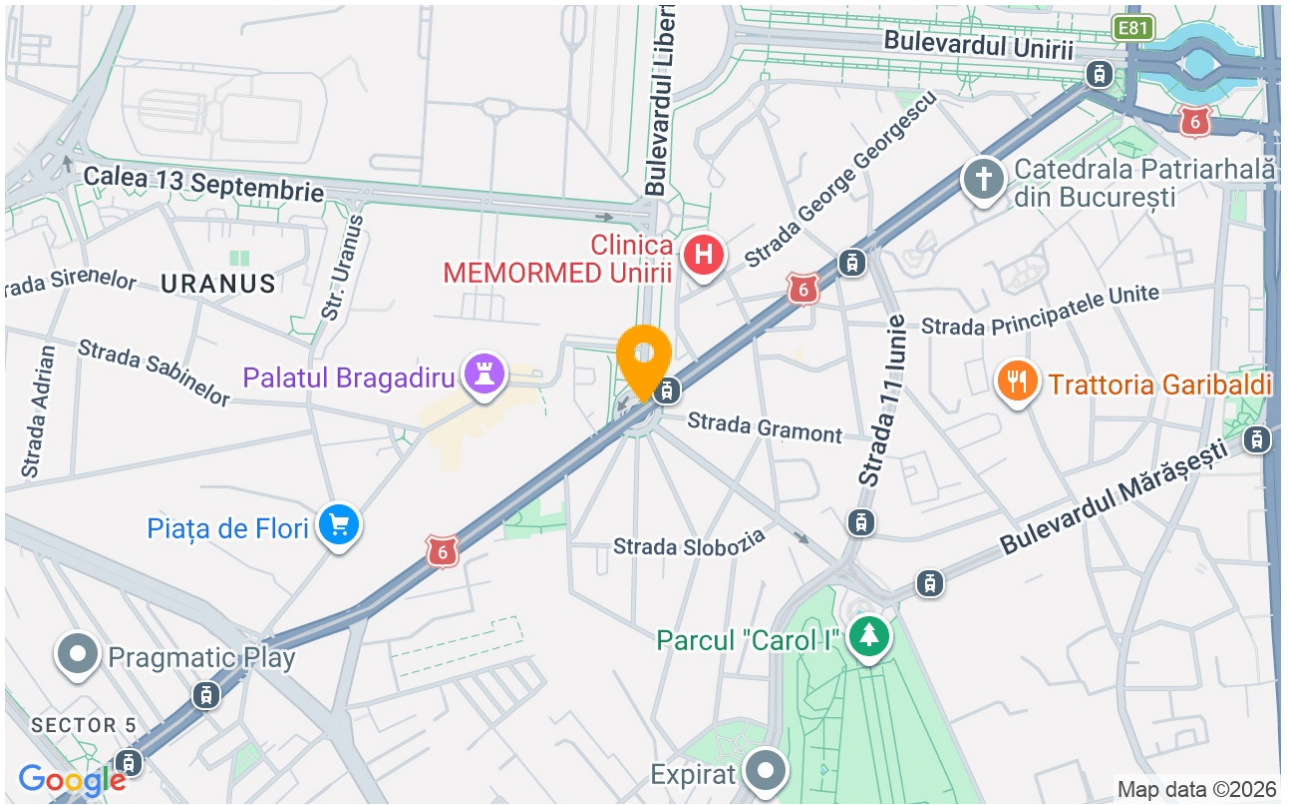 Bulevardul Unirii
E81
Bulevardul Libert
6
Calea 13 Septembrie
Strada George Georgescu
Catedrala Patriarhală
din București
Clinica
MEMORMED Unirii
Str. Uranus
rada Sirenelor
URANUS
6
Strada Principatele Unite
Strada Adrian
Strada Sabinelor
Palatul Bragadiru
Strada 11 Iunie
Trattoria Garibaldi
Strada Gramont
Bulevardul Mărășești
Piața de Flori
6
Strada Slobozia
Parcul "Carol I"
Pragmatic Play
SECTOR 5
Expirat
Google
Map data ©2026